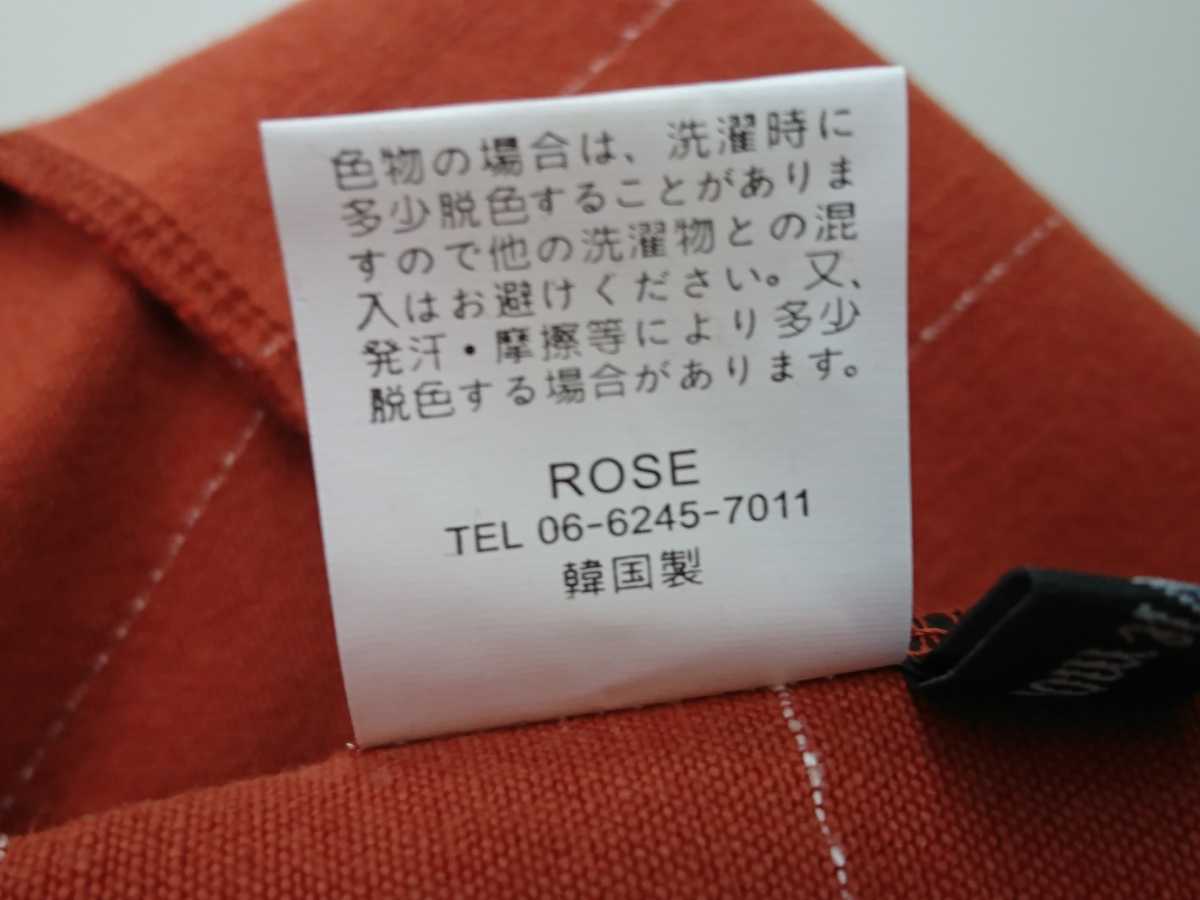 色物の場合は、洗濯時に
多少脱色することがありま
すので他の洗濯物との混
入はお避けください。又、
発汗・摩擦等により多少
脱色する場合があります。
ROSE
TEL 06-6245-7011
韓国製